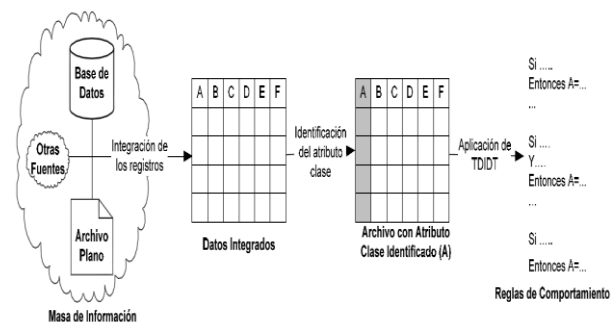 Base de
Datos
Otras
Fuentes
Archivo
Plano
Masa de Información
Integración de
los registros
A B C D E F
Datos Integrados
Identificación
del atributo
clase
A B C D E F
Archivo con Atributo
Clase Identificado (A)
Aplicación de
TDIDT
Si .....
Entonces A=...
...
Si ....
Y....
Entonces A=...
...
Si .....
Entonces A=...
Reglas de Comportamiento